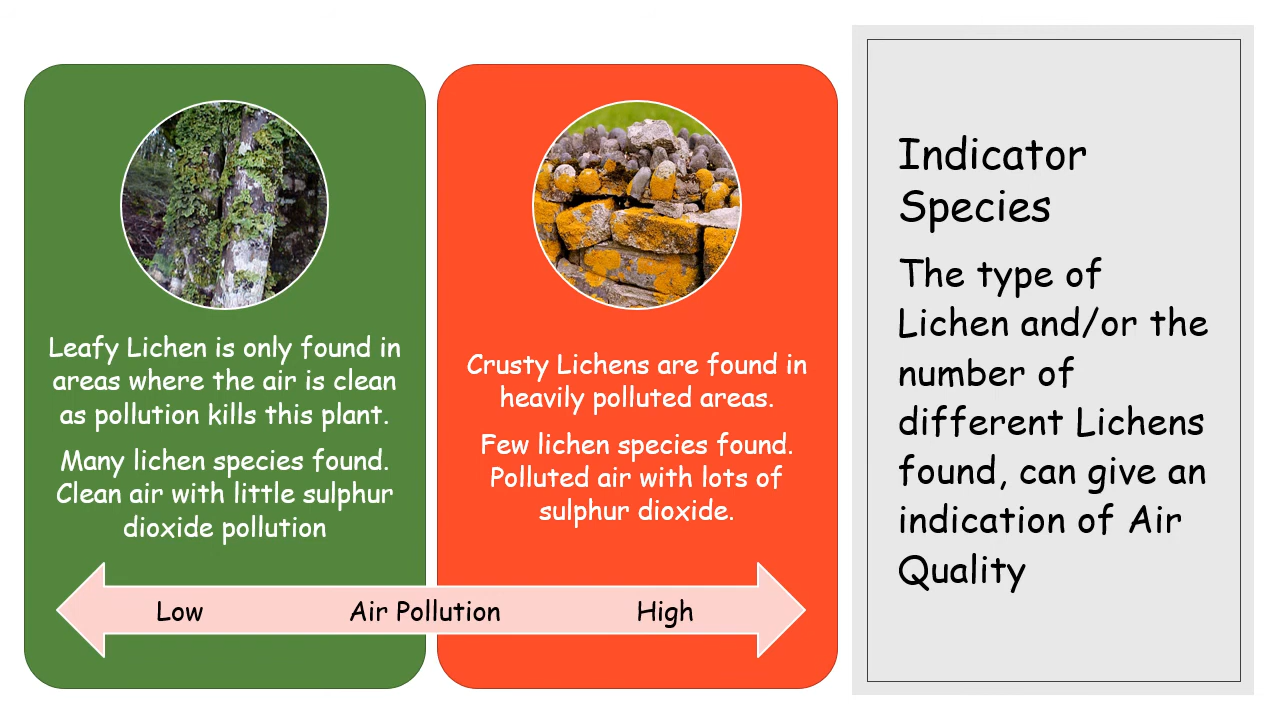 Leafy Lichen is only found in
areas where the air is clean
as pollution kills this plant.
Many lichen species found.
Clean air with little sulphur
dioxide pollution
Crusty Lichens are found in
heavily polluted areas.
Few lichen species found.
Polluted air with lots of
sulphur dioxide.
Low Air Pollution High
Indicator
Species
The type of
Lichen and/or the
number of
different Lichens
found, can give an
indication of Air
Quality